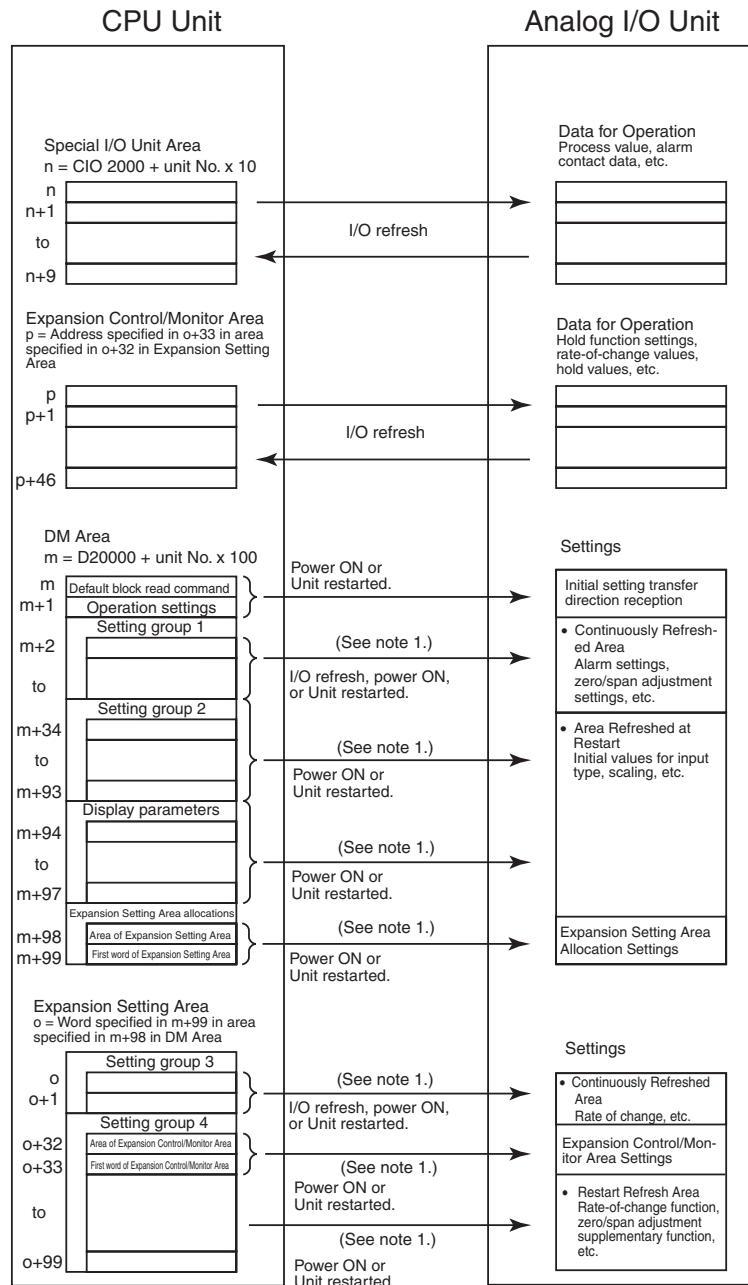 CPU Unit
Analog I/O Unit
Special I/O Unit Area
n = CIO 2000 + unit No. x 10
n
n+1
to
n+9
I/O refresh
Data for Operation
Process value, alarm
contact data, etc.
Expansion Control/Monitor Area
p = Address specified in o+33 in area
specified in o+32 in Expansion Setting
Area
p
p+1
p+46
I/O refresh
Data for Operation
Hold function settings,
rate-of-change values,
hold values, etc.
DM Area
m = D20000 + unit No. x 100
m
Default block read command
m+1
Operation settings
Power ON or
Unit restarted.
Settings
Initial setting transfer
direction reception
Setting group 1
m+2
to
(See note 1.)
I/O refresh, power ON,
or Unit restarted.
• Continuously Refresh-
ed Area
Alarm settings,
zero/span adjustment
settings, etc.
Setting group 2
m+34
to
m+93
(See note 1.)
Power ON or
Unit restarted.
• Area Refreshed at
Restart
Initial values for input
type, scaling, etc.
Display parameters
m+94
to
m+97
(See note 1.)
Power ON or
Unit restarted.
Expansion Setting Area allocations
m+98
Area of Expansion Setting Area
m+99
First word of Expansion Setting Area
(See note 1.)
Power ON or
Unit restarted.
Expansion Setting Area
Allocation Settings
Expansion Setting Area
o = Word specified in m+99 in area
specified in m+98 in DM Area
Setting group 3
o
o+1
(See note 1.)
I/O refresh, power ON,
or Unit restarted.
Settings
• Continuously Refreshed
Area
Rate of change, etc.
Setting group 4
o+32
Area of Expansion Control/Monitor Area
o+33
First word of Expansion Control/Monitor Area
(See note 1.)
Power ON or
Unit restarted.
Expansion Control/Mon-
itor Area Settings
to
o+99
(See note 1.)
Power ON or
Unit restarted.
• Restart Refresh Area
Rate-of-change function,
zero/span adjustment
supplementary function,
etc.